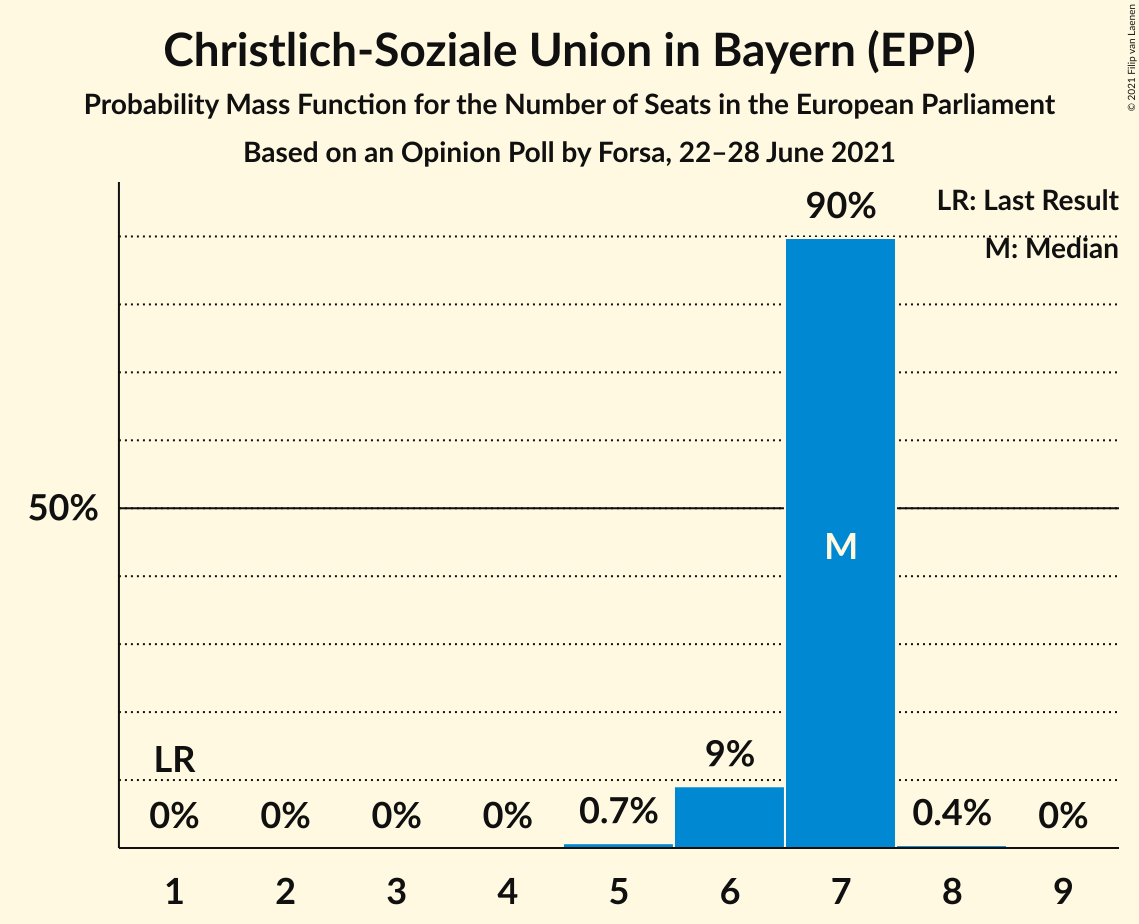 Christlich-Soziale Union in Bayern (EPP)
Probability Mass Function for the Number of Seats in the European Parliament
Based on an Opinion Poll by Forsa, 22–28 June 2021
© 2021 Filip van Laenen
LR: Last Result
M: Median
90%
50%
M
LR
9%
0% 0% 0% 0% 0.7% 0.4% 0%
1 2 3 4 5 6 7 8 9